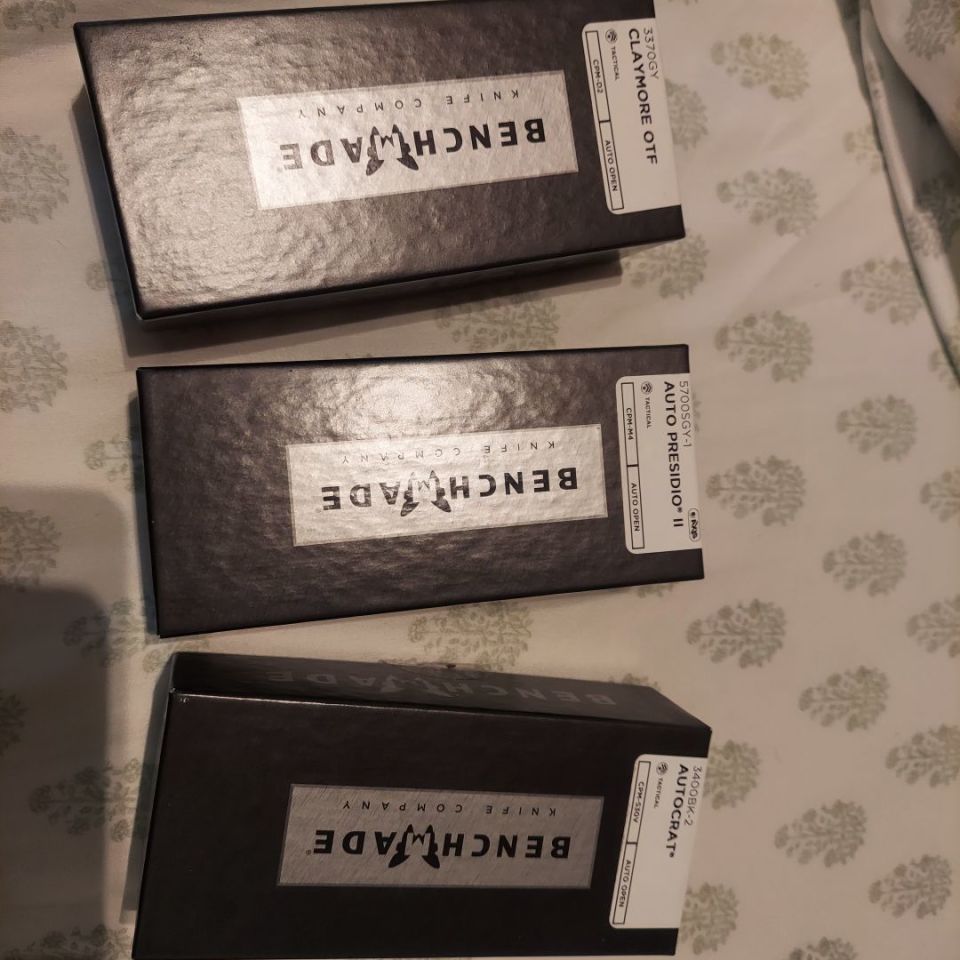 3370GY
CLAYMORE OTF
TACTICAL
CPM-D2
AUTO OPEN
BENCHMADE
KNIFE COMPANY
5700SGY-1
AUTO PRESIDIO® II
TACTICAL
CPM-M4
AUTO OPEN
BENCHMADE
KNIFE COMPANY
3400BK-2
AUTOCRAT®
TACTICAL
CPM-S30V
AUTO OPEN
BENCHMADE®
KNIFE COMPANY
BENCHMADE